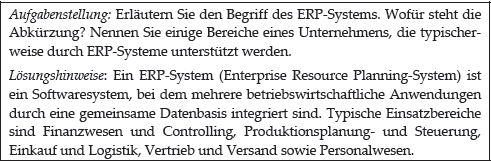 Aufgabenstellung: Erläutern Sie den Begriff des ERP-Systems. Wofür steht die
Abkürzung? Nennen Sie einige Bereiche eines Unternehmens, die typischer-
weise durch ERP-Systeme unterstützt werden.
Lösungshinweise: Ein ERP-System (Enterprise Resource Planning-System) ist
ein Softwaresystem, bei dem mehrere betriebswirtschaftliche Anwendungen
durch eine gemeinsame Datenbasis integriert sind. Typische Einsatzbereiche
sind Finanzwesen und Controlling, Produktionsplanung- und Steuerung,
Einkauf und Logistik, Vertrieb und Versand sowie Personalwesen.